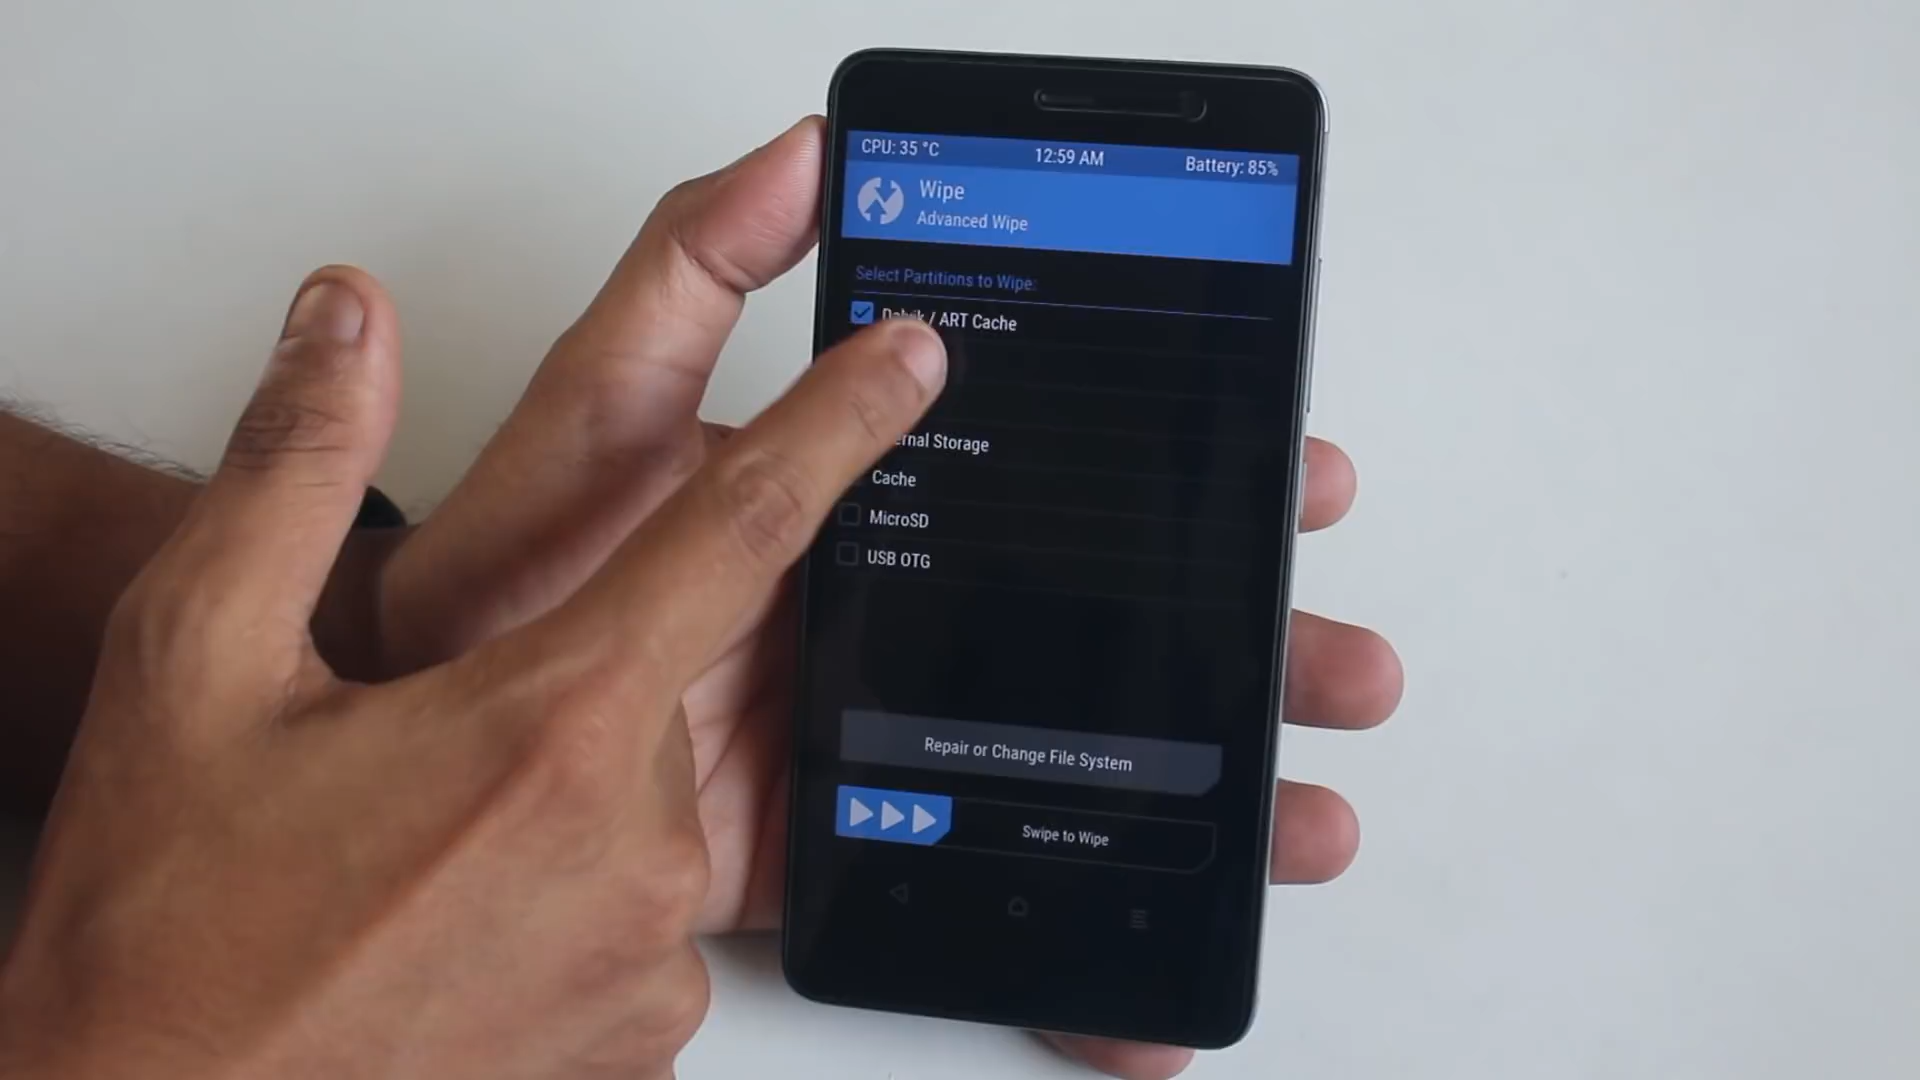 CPU: 35 °C 12:59 AM Battery: 85%
Wipe
Advanced Wipe
Select Partitions to Wipe:
/ ART Cache
Storage
Cache
MicroSD
USB OTG
Repair or Change File System
Swipe to Wipe